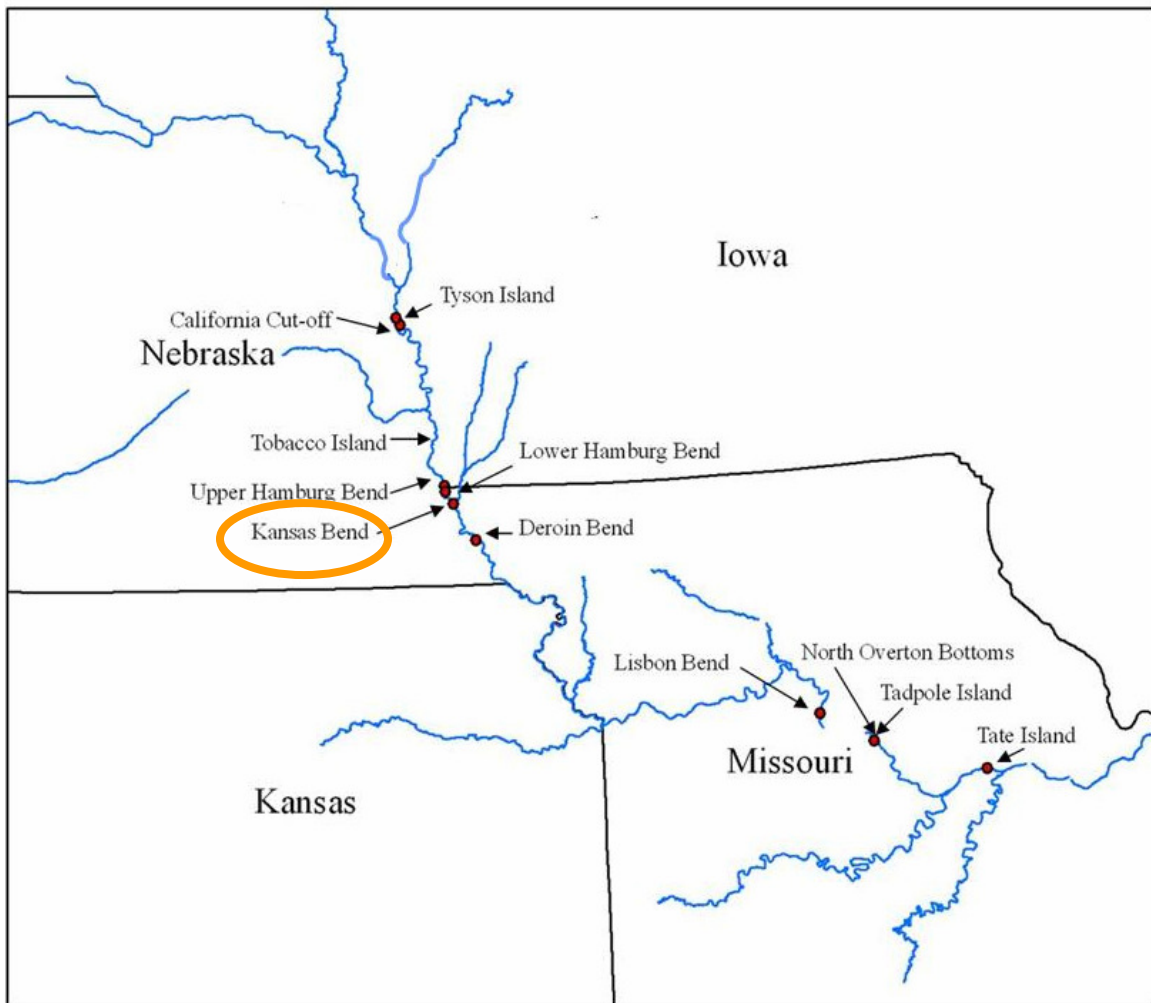 Iowa
Tyson Island
California Cut-off
Nebraska
Tobacco Island
Lower Hamburg Bend
Upper Hamburg Bend
Kansas Bend
Deroin Bend
North Overton Bottoms
Lisbon Bend
Tadpole Island
Tate Island
Missouri
Kansas